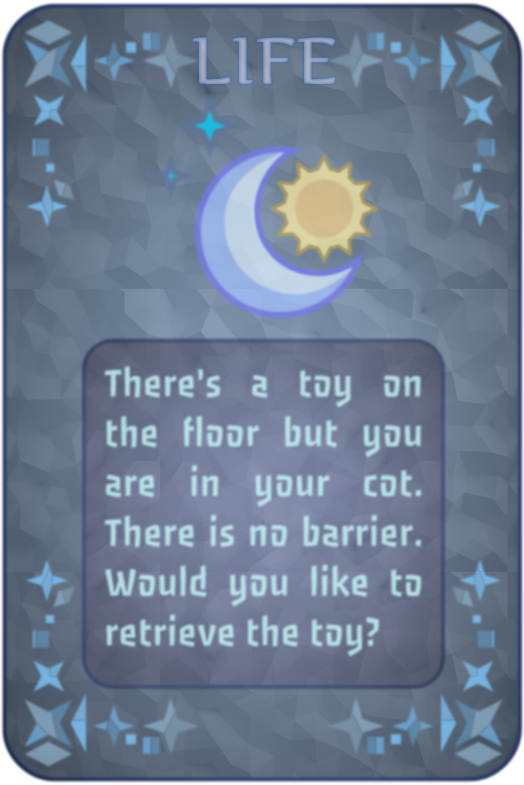 LIFE
There's a toy on
the floor but you
are in your cot.
There is no barrier.
Would you like to
retrieve the toy?